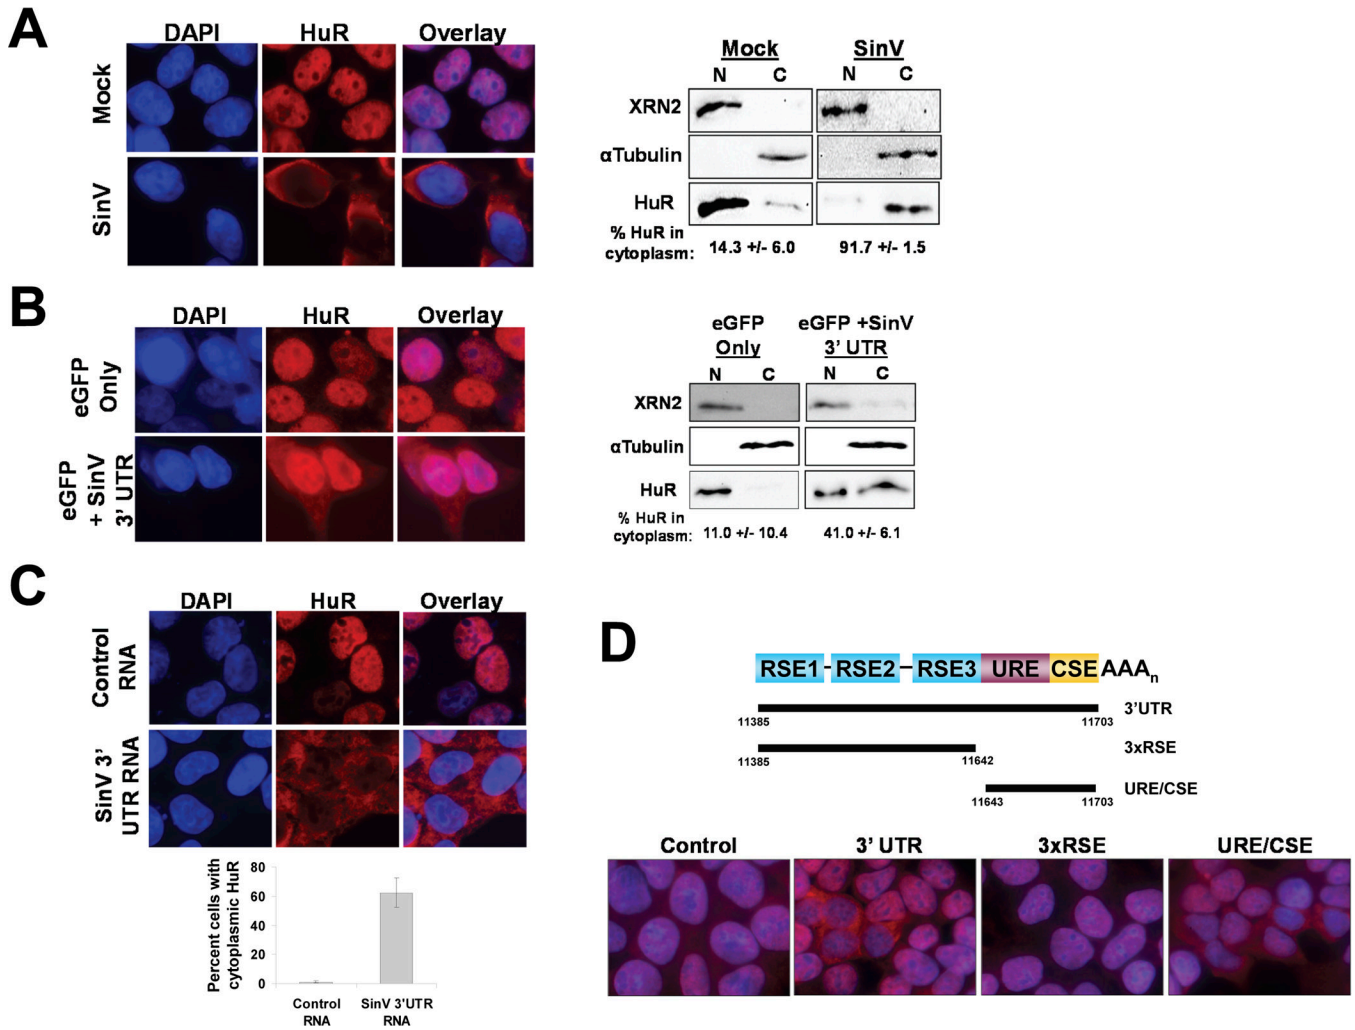 A
DAPI HuR Overlay
Mock
SinV
Mock SinV
N C N C
XRN2
αTubulin
HuR
% HuR in
cytoplasm: 14.3 +/- 6.0 91.7 +/- 1.5
B
DAPI HuR Overlay
eGFP
Only
eGFP
+ SinV
3' UTR
eGFP eGFP +SinV
Only 3' UTR
N C N C
XRN2
αTubulin
HuR
% HuR in
cytoplasm: 11.0 +/- 10.4 41.0 +/- 6.1
C
DAPI HuR Overlay
Control
RNA
SinV 3'
UTR RNA
Percent cells with
cytoplasmic HuR
80
60
40
20
0
Control SinV 3'UTR
RNA RNA
D
RSE1 RSE2 RSE3 URE CSE AAAn
3'UTR
11385 11703
3xRSE
11385 11642
URE/CSE
11643 11703
Control 3' UTR 3xRSE URE/CSE